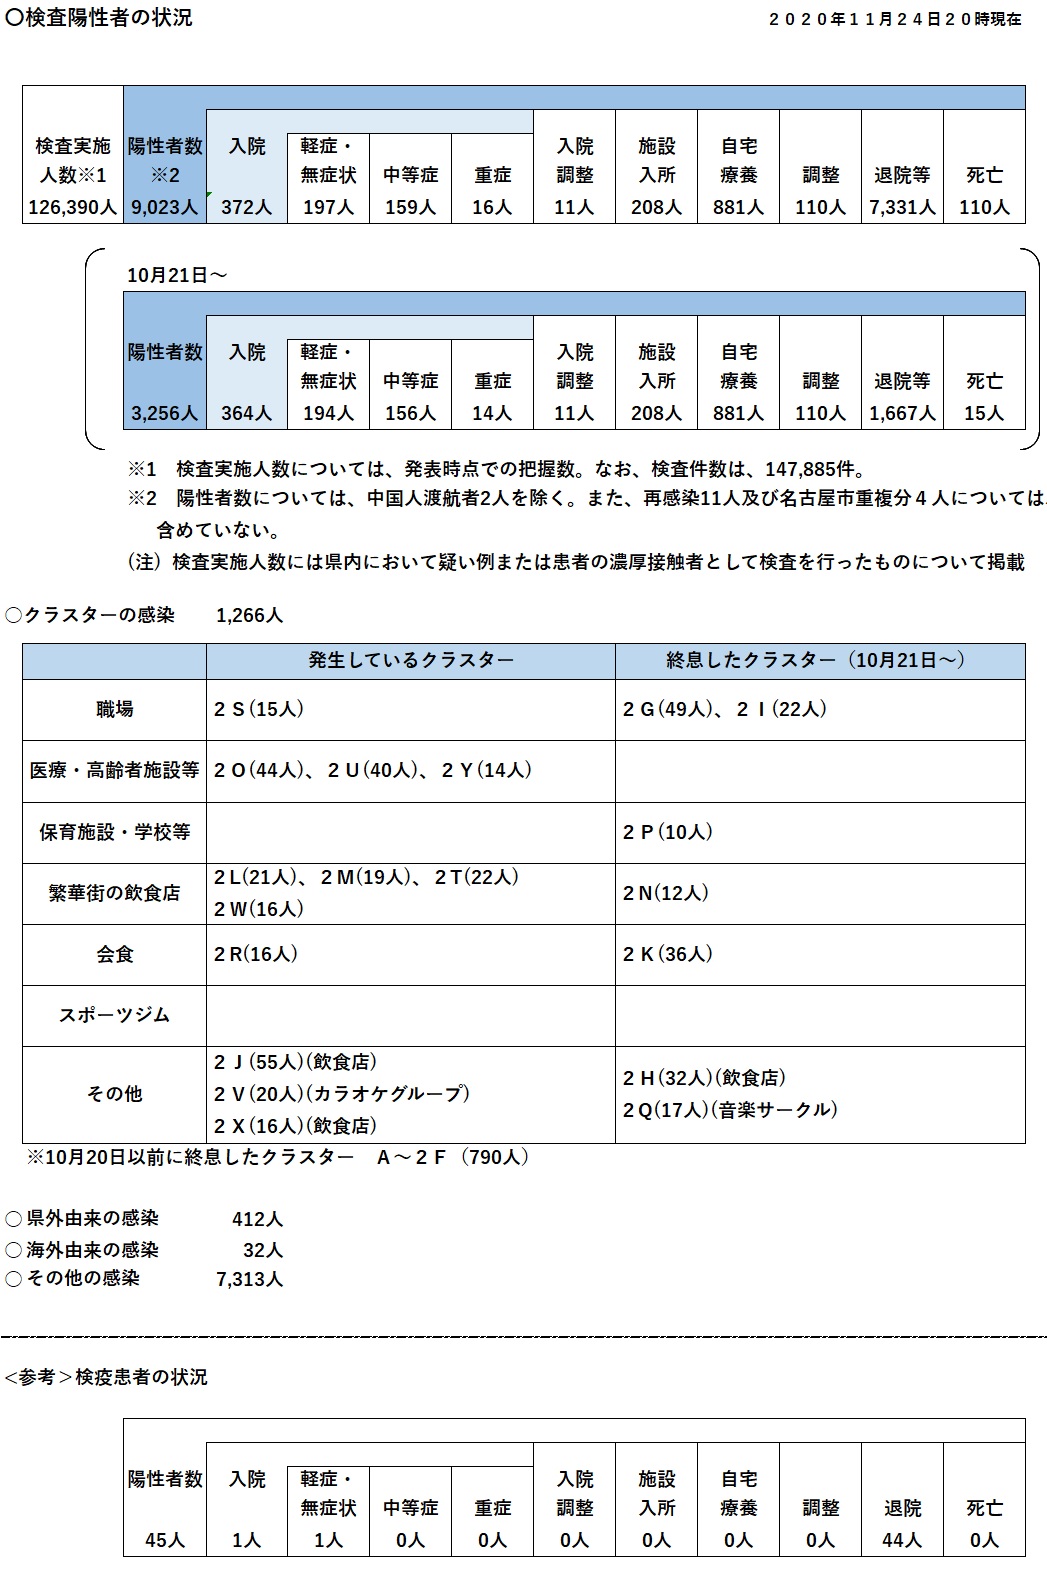 〇検査陽性者の状況
２０２０年１１月２４日２０時現在
検査実施 陽性者数 入院 軽症・ 入院 施設 自宅
人数※1 ※2 無症状 中等症 重症 調整 入所 療養 調整 退院等 死亡
126,390人 9,023人 372人 197人 159人 16人 11人 208人 881人 110人 7,331人 110人
10月21日～
陽性者数 入院 軽症・ 入院 施設 自宅
無症状 中等症 重症 調整 入所 療養 調整 退院等 死亡
3,256人 364人 194人 156人 14人 11人 208人 881人 110人 1,667人 15人
※1　検査実施人数については、発表時点での把握数。なお、検査件数は、147,885件。
※2　陽性者数については、中国人渡航者2人を除く。また、再感染11人及び名古屋市重複分４人については、
含めていない。
（注）検査実施人数には県内において疑い例または患者の濃厚接触者として検査を行ったものについて掲載
〇クラスターの感染 1,266人
発生しているクラスター 終息したクラスター（10月21日～）
職場 ２Ｓ(15人) ２Ｇ(49人)、２Ｉ(22人)
医療・高齢者施設等 ２Ｏ(44人)、２Ｕ(40人)、２Ｙ(14人)
保育施設・学校等 ２Ｐ(10人)
繁華街の飲食店 ２L(21人)、２Ｍ(19人)、２T(22人)
２W(16人)
２N(12人)
会食 ２R(16人) ２Ｋ(36人)
スポーツジム
その他 ２Ｊ(55人)(飲食店)
２Ｖ(20人)(カラオケグループ)
２Ｘ(16人)(飲食店)
２Ｈ(32人)(飲食店)
２Q(17人)(音楽サークル)
※10月20日以前に終息したクラスター　Ａ～２Ｆ（790人）
〇県外由来の感染 412人
〇海外由来の感染 32人
〇その他の感染 7,313人
<参考＞検疫患者の状況
陽性者数 入院 軽症・ 入院 施設 自宅
無症状 中等症 重症 調整 入所 療養 調整 退院 死亡
45人 1人 1人 0人 0人 0人 0人 0人 0人 44人 0人